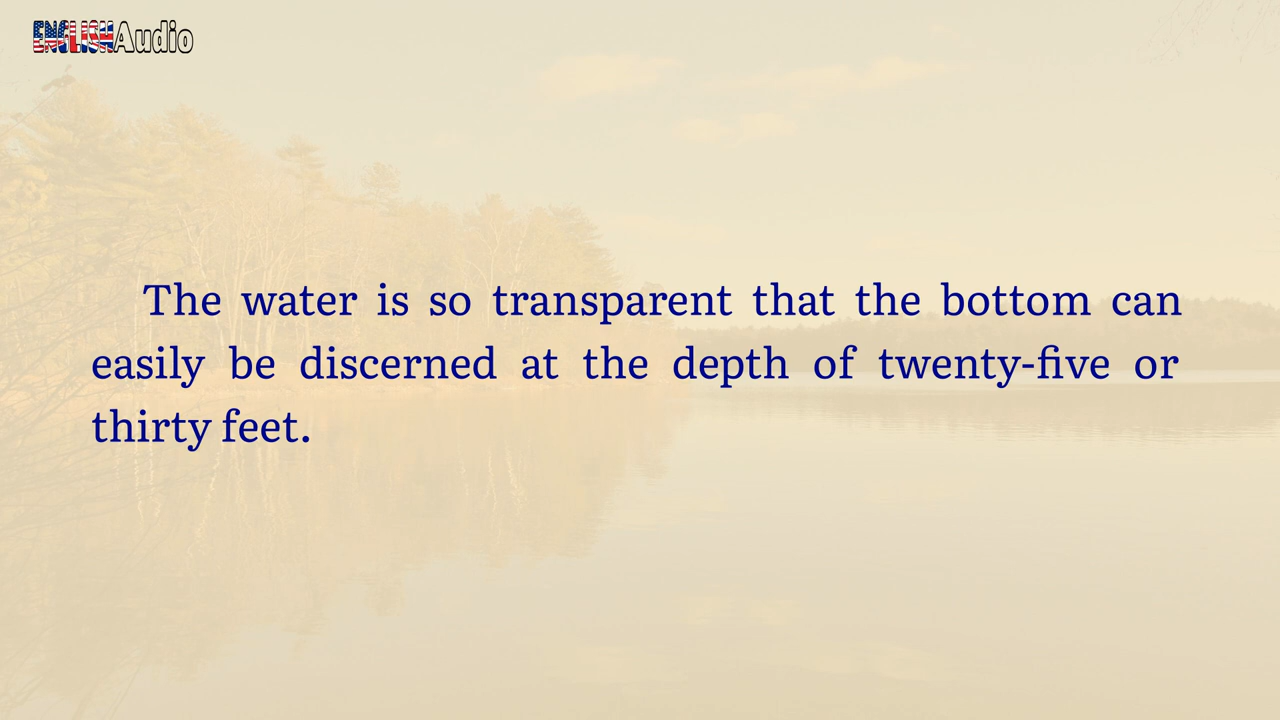 ENGLISHAudio
The water is so transparent that the bottom can
easily be discerned at the depth of twenty-five or
thirty feet.